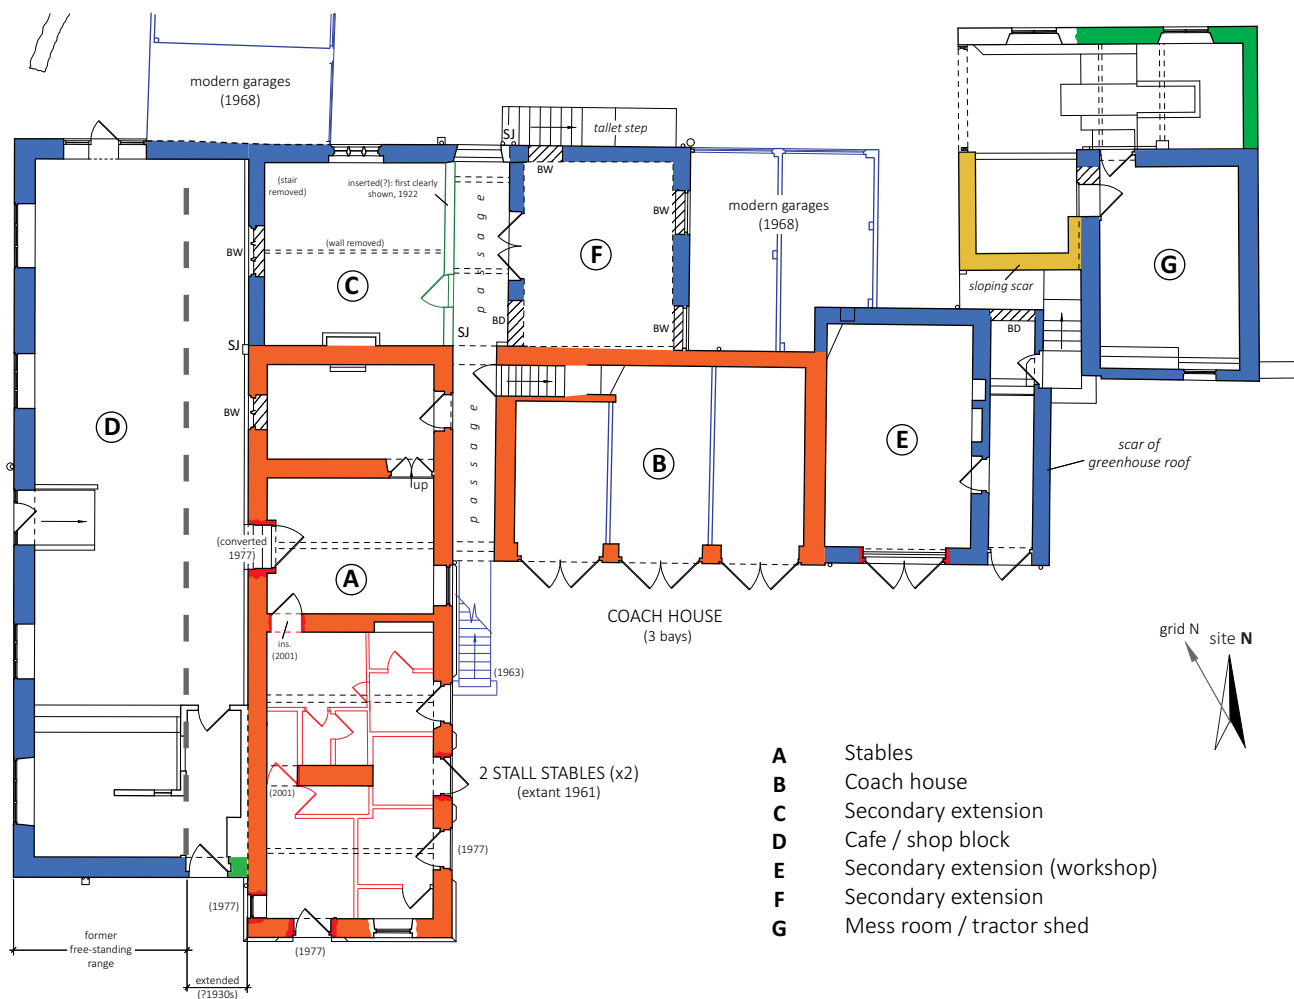 modern garages
(1968)
SJ
tallet step
(stair
removed)
inserted(?): first clearly
shown, 1922
BW
BW
modern garages
(1968)
passage
BW
(wall removed)
F
G
C
sloping scar
BD
SJ
BW
BD
SJ
BW
D
passage
B
E
scar of
greenhouse roof
up
(converted
1977)
A
COACH HOUSE
(3 bays)
ins.
(2001)
(1963)
grid N
site N
2 STALL STABLES (x2)
(extant 1961)
(2001)
(1977)
(1977)
(1977)
former
free-standing
range
extended
(?1930s)
A Stables
B Coach house
C Secondary extension
D Cafe / shop block
E Secondary extension (workshop)
F Secondary extension
G Mess room / tractor shed